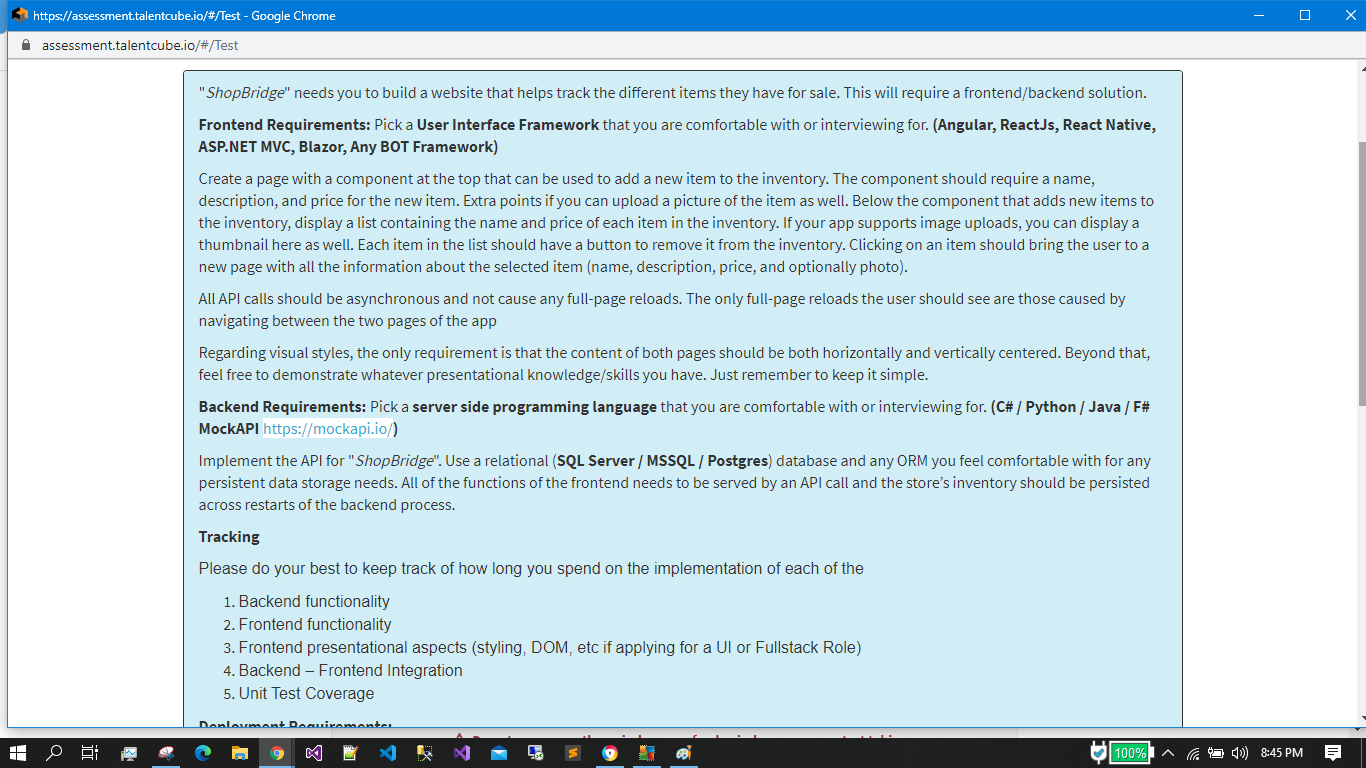 https://assessment.talentcube.io/#/Test - Google Chrome
assessment.talentcube.io/#/Test
"ShopBridge" needs you to build a website that helps track the different items they have for sale. This will require a frontend/backend solution.
Frontend Requirements: Pick a User Interface Framework that you are comfortable with or interviewing for. (Angular, ReactJs, React Native,
ASP.NET MVC, Blazor, Any BOT Framework)
Create a page with a component at the top that can be used to add a new item to the inventory. The component should require a name,
description, and price for the new item. Extra points if you can upload a picture of the item as well. Below the component that adds new items to
the inventory, display a list containing the name and price of each item in the inventory. If your app supports image uploads, you can display a
thumbnail here as well. Each item in the list should have a button to remove it from the inventory. Clicking on an item should bring the user to a
new page with all the information about the selected item (name, description, price, and optionally photo).
All API calls should be asynchronous and not cause any full-page reloads. The only full-page reloads the user should see are those caused by
navigating between the two pages of the app
Regarding visual styles, the only requirement is that the content of both pages should be both horizontally and vertically centered. Beyond that,
feel free to demonstrate whatever presentational knowledge/skills you have. Just remember to keep it simple.
Backend Requirements: Pick a server side programming language that you are comfortable with or interviewing for. (C# / Python / Java / F#
MockAPI https://mockapi.io/)
Implement the API for "ShopBridge". Use a relational (SQL Server / MSSQL / Postgres) database and any ORM you feel comfortable with for any
persistent data storage needs. All of the functions of the frontend needs to be served by an API call and the store’s inventory should be persisted
across restarts of the backend process.
Tracking
Please do your best to keep track of how long you spend on the implementation of each of the
1. Backend functionality
2. Frontend functionality
3. Frontend presentational aspects (styling, DOM, etc if applying for a UI or Fullstack Role)
4. Backend – Frontend Integration
5. Unit Test Coverage
Deployment Requirements:
100%
8:45 PM